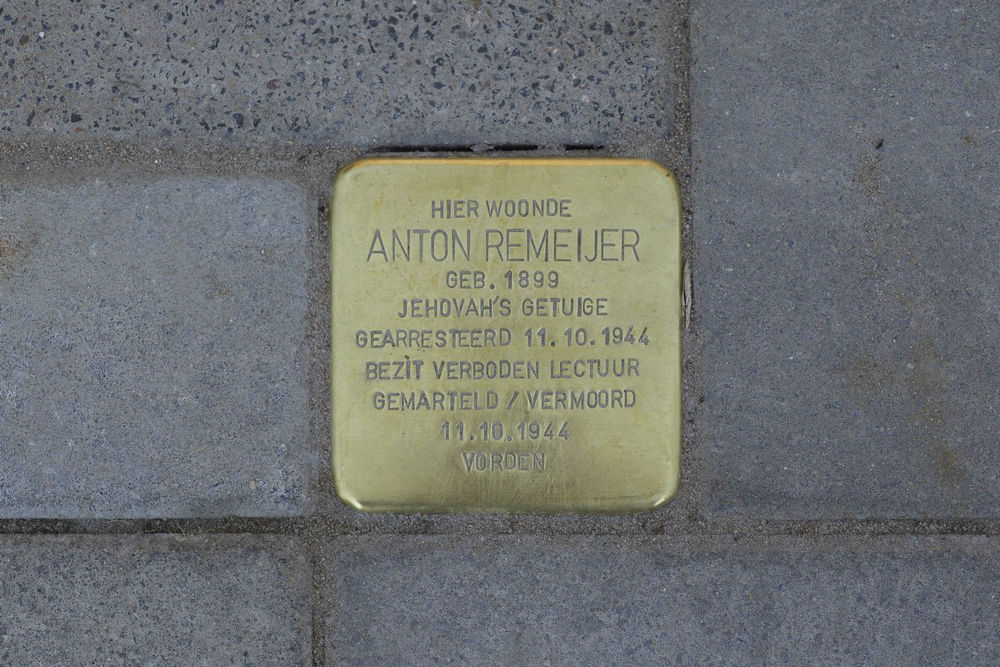 HIER WOONDE
ANTON REMEIJER
GEB. 1899
JEHOVAH'S GETUIGE
GEARRESTEERD 11.10.1944
BEZIT VERBODEN LECTUUR
GEMARTELD / VERMOORD
11.10.1944
VORDEN